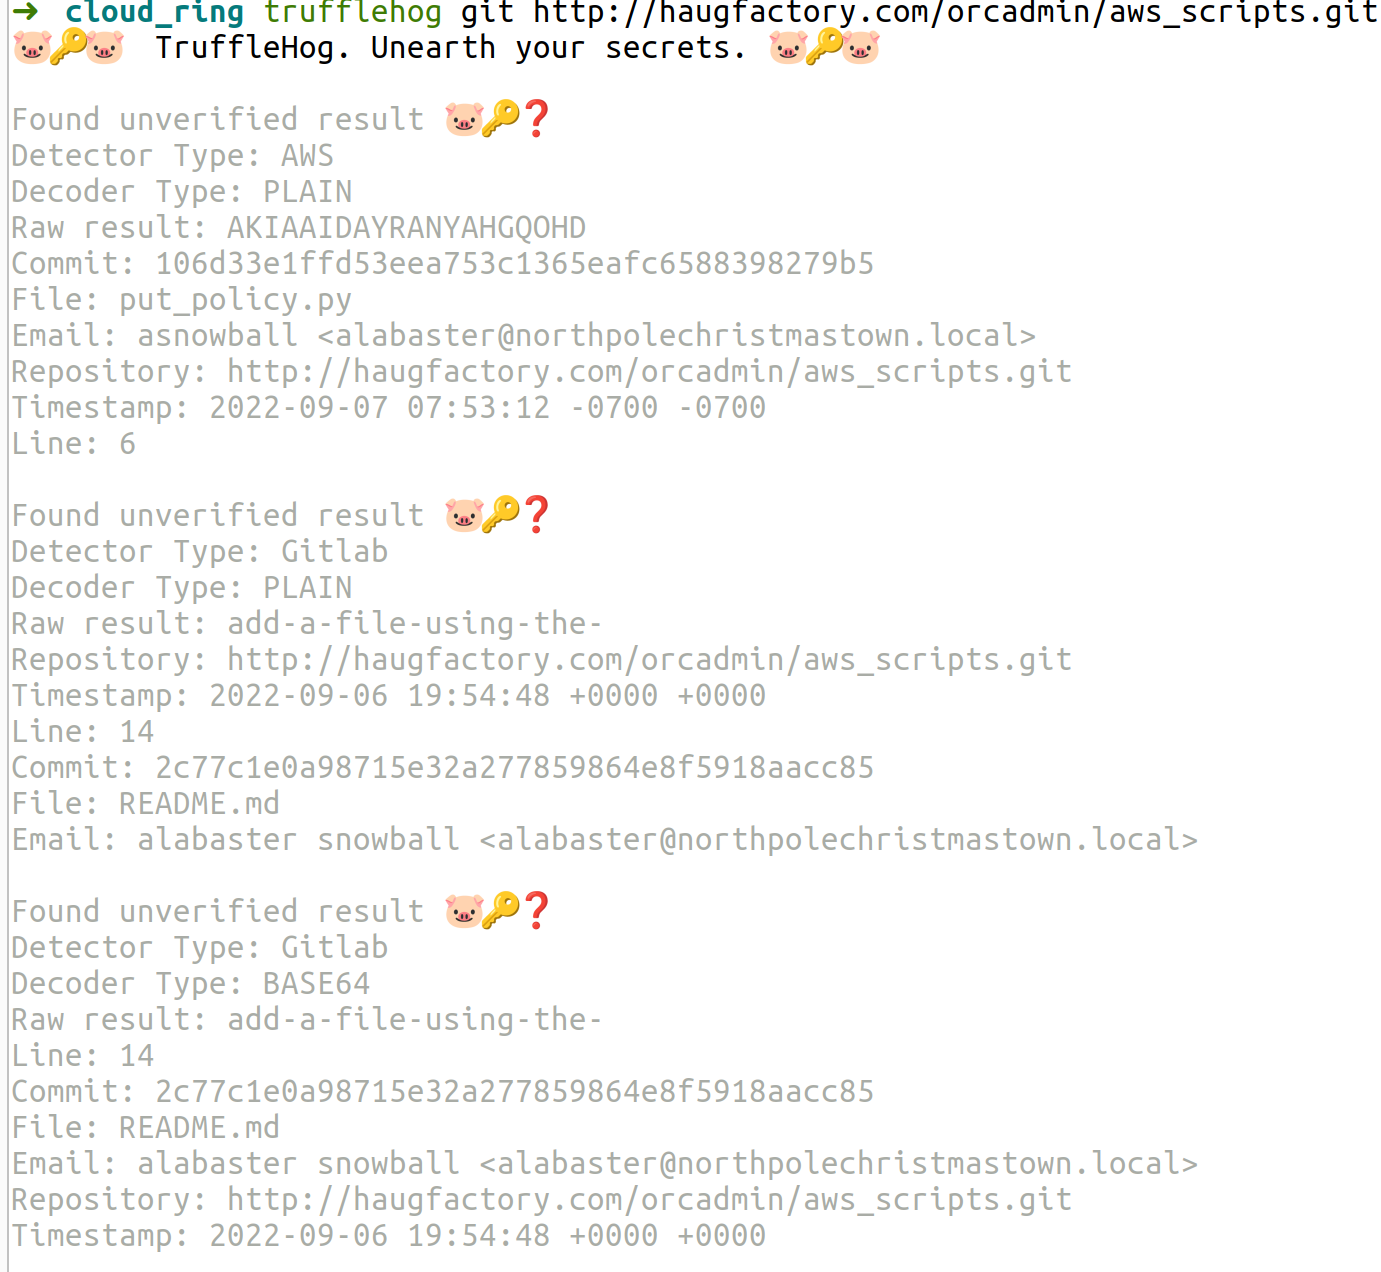 ➜ cloud_ring trufflehog git http://haugfactory.com/orcadmin/aws_scripts.git
🐷🔑🐷 TruffleHog. Unearth your secrets. 🐷🔑🐷
Found unverified result 🐷🔑❓
Detector Type: AWS
Decoder Type: PLAIN
Raw result: AKIAAIDAYRANYAHGQOHD
Commit: 106d33e1ffd53eea753c1365eafc6588398279b5
File: put_policy.py
Email: asnowball <alabaster@northpolechristmastown.local>
Repository: http://haugfactory.com/orcadmin/aws_scripts.git
Timestamp: 2022-09-07 07:53:12 -0700 -0700
Line: 6
Found unverified result 🐷🔑❓
Detector Type: Gitlab
Decoder Type: PLAIN
Raw result: add-a-file-using-the-
Repository: http://haugfactory.com/orcadmin/aws_scripts.git
Timestamp: 2022-09-06 19:54:48 +0000 +0000
Line: 14
Commit: 2c77c1e0a98715e32a277859864e8f5918aacc85
File: README.md
Email: alabaster snowball <alabaster@northpolechristmastown.local>
Found unverified result 🐷🔑❓
Detector Type: Gitlab
Decoder Type: BASE64
Raw result: add-a-file-using-the-
Line: 14
Commit: 2c77c1e0a98715e32a277859864e8f5918aacc85
File: README.md
Email: alabaster snowball <alabaster@northpolechristmastown.local>
Repository: http://haugfactory.com/orcadmin/aws_scripts.git
Timestamp: 2022-09-06 19:54:48 +0000 +0000